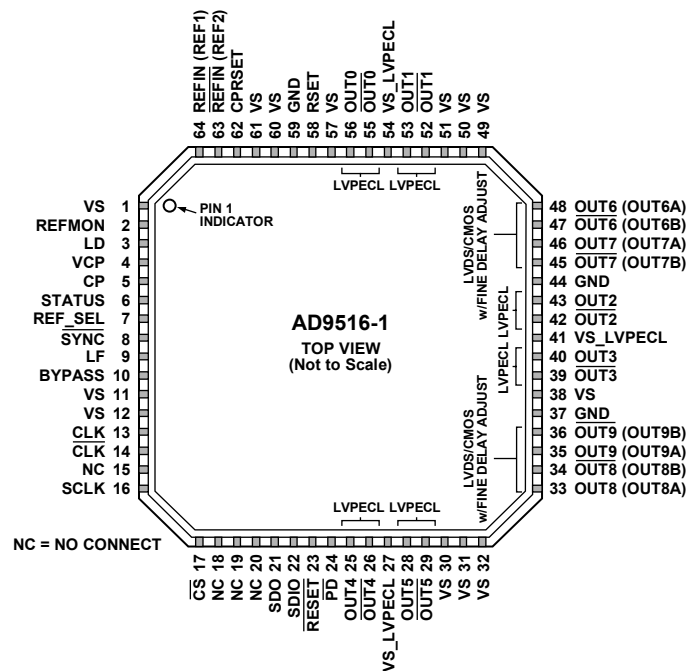 64 REFIN (REF1)
63 REFIN (REF2)
62 CPRSET
61 VS
60 VS
59 GND
58 RSET
57 VS
56 OUT0
55 OUT0
54 VS_LVPECL
53 OUT1
52 OUT1
51 VS
50 VS
49 VS
VS 1
REFMON 2
LD 3
VCP 4
CP 5
STATUS 6
REF_SEL 7
SYNC 8
LF 9
BYPASS 10
VS 11
VS 12
CLK 13
CLK 14
NC 15
SCLK 16
PIN 1
INDICATOR
LVPECL
LVPECL
AD9516-1
TOP VIEW
(Not to Scale)
LVDS/CMOS
w/FINE DELAY ADJUST
LVPECL
LVPECL
LVDS/CMOS
w/FINE DELAY ADJUST
LVPECL
LVPECL
48 OUT6 (OUT6A)
47 OUT6 (OUT6B)
46 OUT7 (OUT7A)
45 OUT7 (OUT7B)
44 GND
43 OUT2
42 OUT2
41 VS_LVPECL
40 OUT3
39 OUT3
38 VS
37 GND
36 OUT9 (OUT9B)
35 OUT9 (OUT9A)
34 OUT8 (OUT8B)
33 OUT8 (OUT8A)
NC = NO CONNECT
CS 17
NC 18
NC 19
NC 20
SDO 21
SDIO 22
RESET 23
PD 24
OUT4 25
OUT4 26
VS_LVPECL 27
OUT5 28
OUT5 29
VS 30
VS 31
VS 32